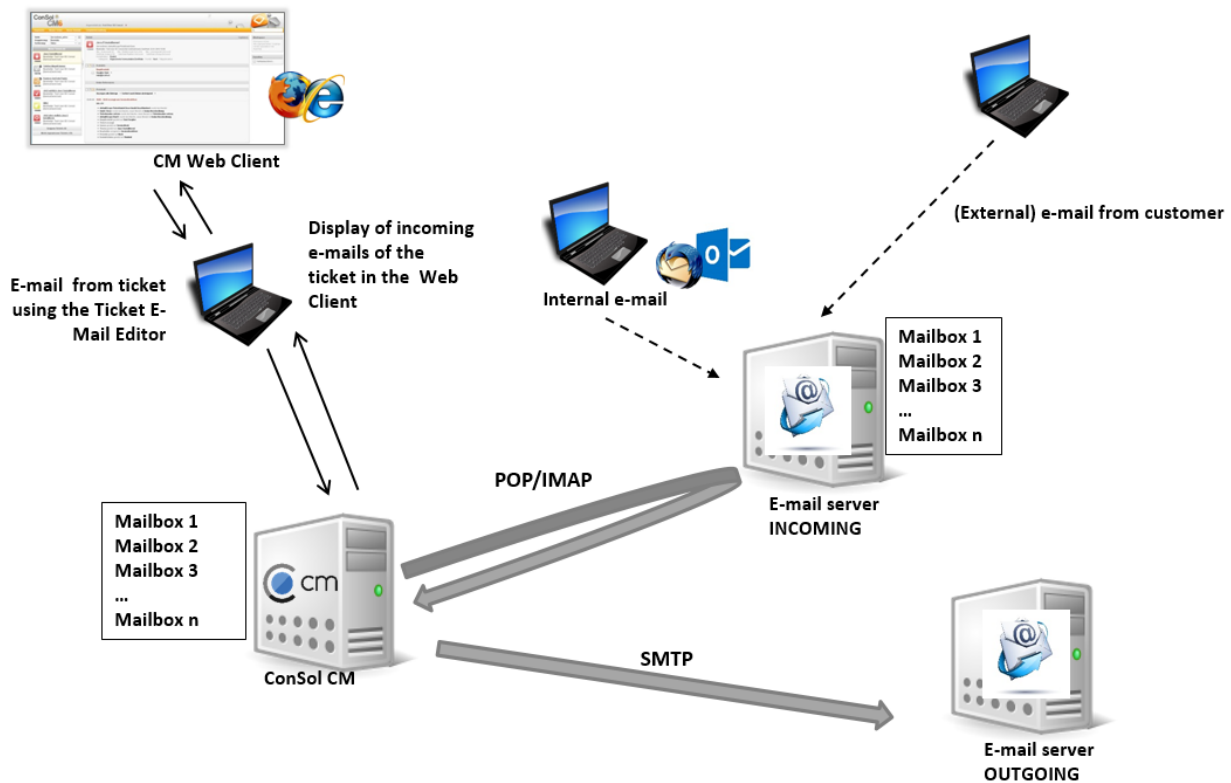 ConSol
CM
CM Web Client
Display of incoming
e-mails of the
ticket in the Web
Client
E-mail from ticket
using the Ticket E-
Mail Editor
Internal e-mail
(External) e-mail from customer
Mailbox 1
Mailbox 2
Mailbox 3
...
Mailbox n
POP/IMAP
E-mail server
INCOMING
Mailbox 1
Mailbox 2
Mailbox 3
...
Mailbox n
cm
ConSol CM
SMTP
E-mail server
OUTGOING